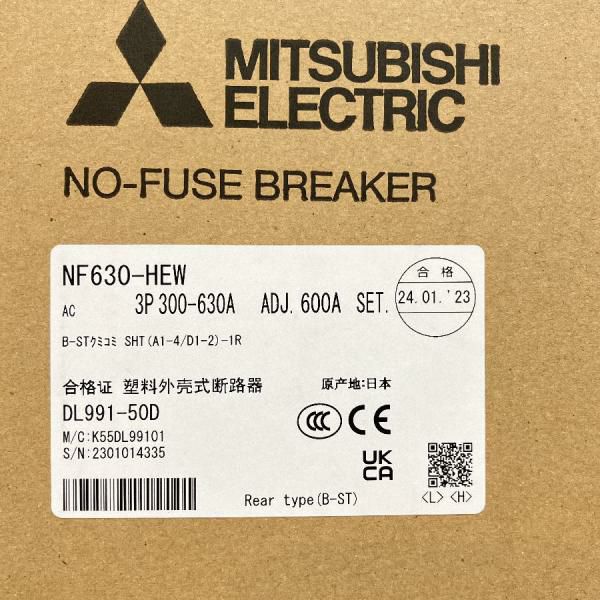 MITSUBISHI
ELECTRIC
NO-FUSE BREAKER
NF630-HEW
合格
24.01.'23
AC 3P 300-630A ADJ. 600A SET.
B-STクミコミ SHT(A1-4/D1-2)-1R
合格证 塑料外壳式断路器 原产地:日本
DL991-50D
M/C:K55DL99101
S/N:2301014335
CCC CE
UK
CA
Rear type(B-ST)
<L> <H>